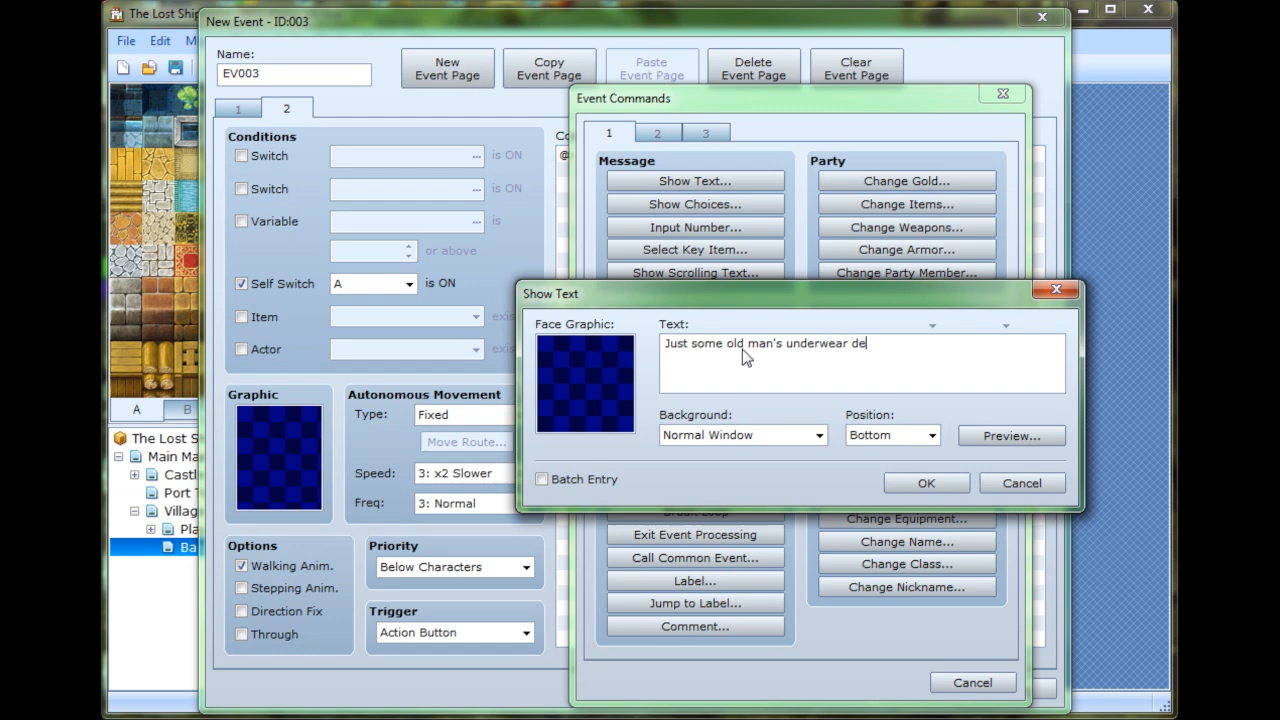 The Lost Ship
New Event - ID:003
File Edit M
Name:
EV003
New Event Page
Copy Event Page
Paste Event Page
Delete Event Page
Clear Event Page
1 2
Conditions
Switch ... is ON
Switch ... is ON
Variable ... is
or above
Self Switch A is ON
Item exis
Actor exis
Graphic
Autonomous Movement
Type: Fixed
Move Route...
Speed: 3: x2 Slower
Freq: 3: Normal
Options
Walking Anim.
Stepping Anim.
Direction Fix
Through
Priority
Below Characters
Trigger
Action Button
Co
@
A B
The Lost S
Main Ma
Castl
Port T
Villag
Pla
Ba
Event Commands
1 2 3
Message
Show Text...
Show Choices...
Input Number...
Select Key Item...
Show Scrolling Text...
Party
Change Gold...
Change Items...
Change Weapons...
Change Armor...
Change Party Member...
Show Text
Face Graphic:
Text:
Just some old man's underwear de
Background:
Normal Window
Position:
Bottom
Preview...
Batch Entry
OK
Cancel
Break Loop
Exit Event Processing
Call Common Event...
Label...
Jump to Label...
Comment...
Change Equipment...
Change Name...
Change Class...
Change Nickname...
Cancel